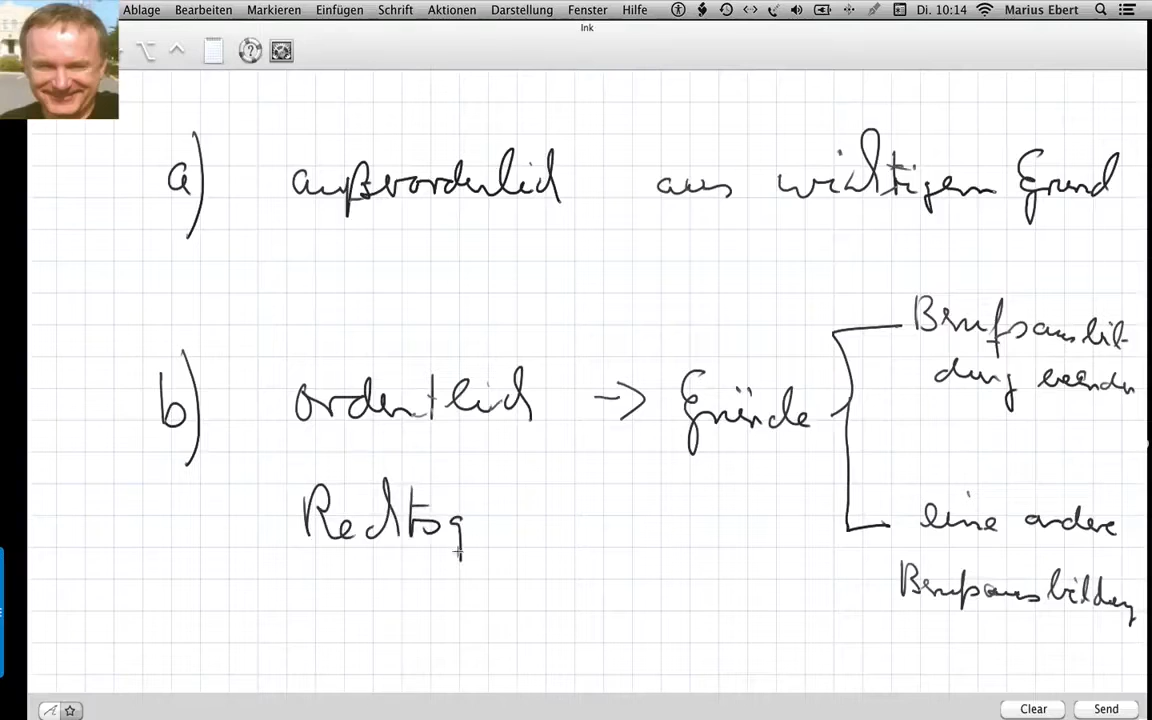 Ablage Bearbeiten Markieren Einfügen Schrift Aktionen Darstellung Fenster Hilfe Di. 10:14 Marius Ebert
Ink
a) außerordenlich aus wichtigem Grund
b) ordentlich -> Gründe
Berufsausbil-
dung beenden
eine andere
Berufsausbildung
Rechtsg
Clear Send